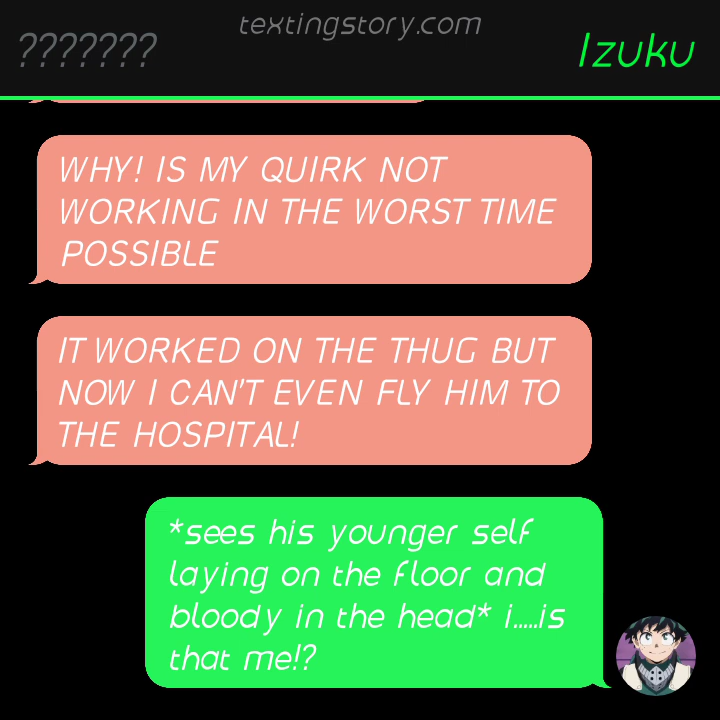 textingstory.com
??????? Izuku
WHY! IS MY QUIRK NOT
WORKING IN THE WORST TIME
POSSIBLE
IT WORKED ON THE THUG BUT
NOW I CAN'T EVEN FLY HIM TO
THE HOSPITAL!
*sees his younger self
laying on the floor and
bloody in the head* i.....is
that me!?